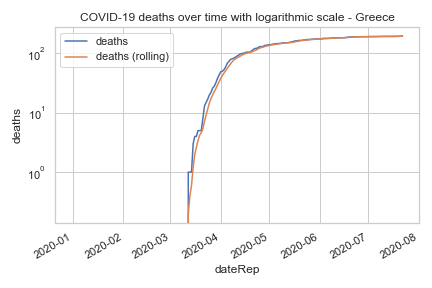 COVID-19 deaths over time with logarithmic scale - Greece
deaths
deaths (rolling)
10²
10¹
10⁰
deaths
2020-01
2020-02
2020-03
2020-04
2020-05
2020-06
2020-07
2020-08
dateRep